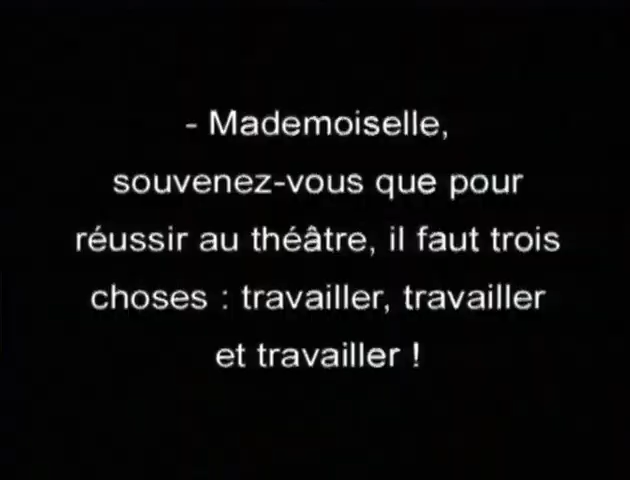 - Mademoiselle,
souvenez-vous que pour
réussir au théâtre, il faut trois
choses : travailler, travailler
et travailler !